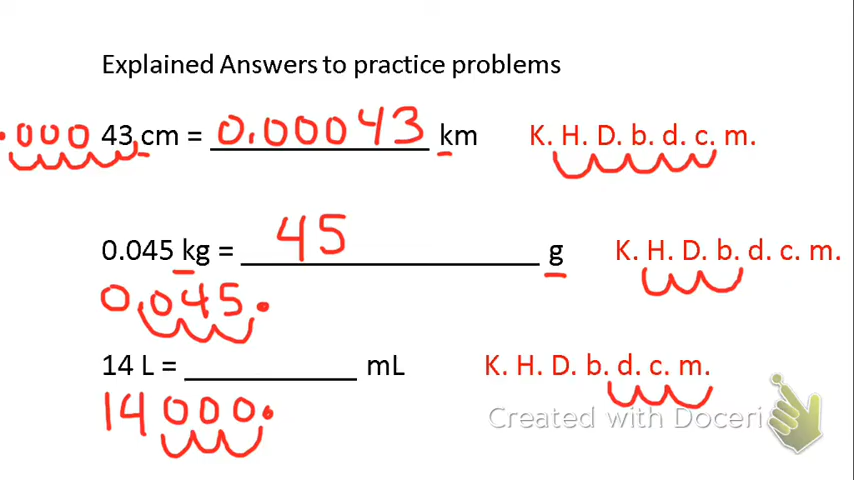 Explained Answers to practice problems
.000 43 cm = 0.00043 km K. H. D. b. d. c. m.
0.045 kg = 45 g K. H. D. b. d. c. m.
0.045.
14 L = __________ mL K. H. D. b. d. c. m.
14000.
Created with Doceri